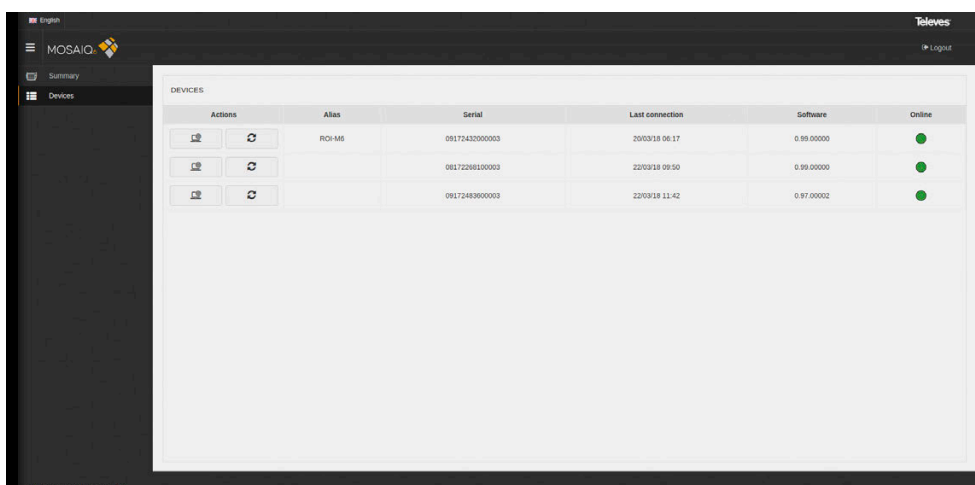 English
Televes
MOSAIQ6
Logout
Summary
Devices
DEVICES
Actions Alias Serial Last connection Software Online
ROI-M6 09172432000003 20/03/18 06:17 0.99.00000
08172268100003 22/03/18 09:50 0.99.00000
09172483600003 22/03/18 11:42 0.97.00002